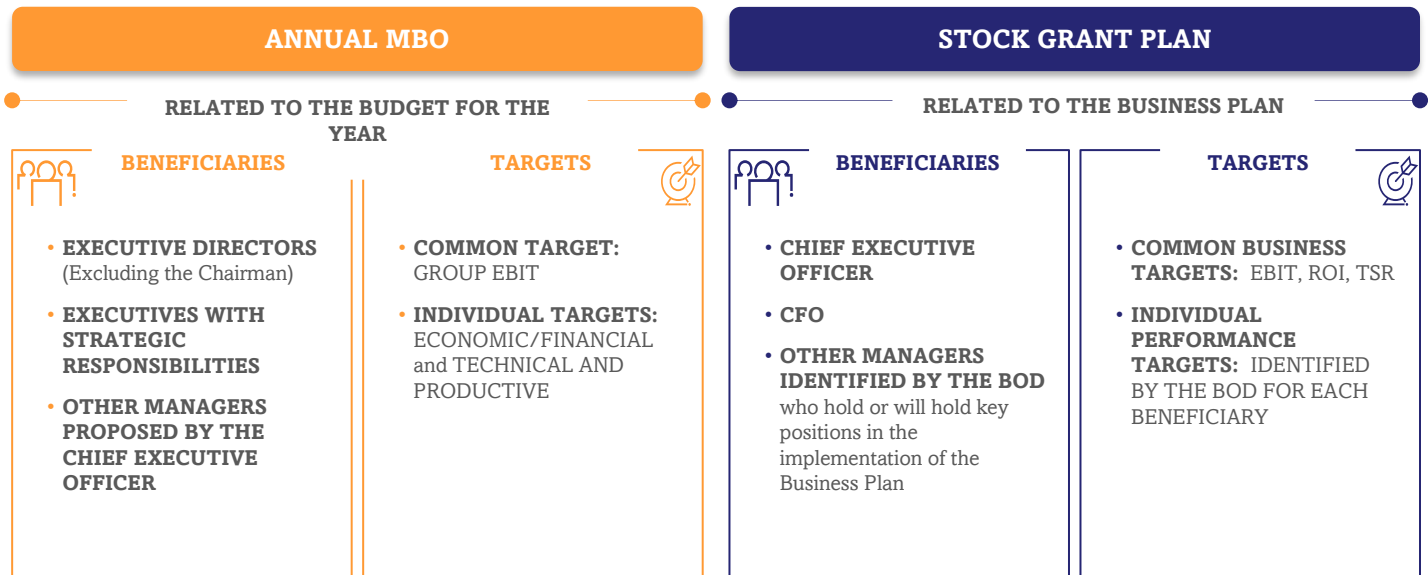 ANNUAL MBO
RELATED TO THE BUDGET FOR THE
YEAR
BENEFICIARIES
• EXECUTIVE DIRECTORS
(Excluding the Chairman)
• EXECUTIVES WITH
STRATEGIC
RESPONSIBILITIES
• OTHER MANAGERS
PROPOSED BY THE
CHIEF EXECUTIVE
OFFICER
TARGETS
• COMMON TARGET:
GROUP EBIT
• INDIVIDUAL TARGETS:
ECONOMIC/FINANCIAL
and TECHNICAL AND
PRODUCTIVE
STOCK GRANT PLAN
RELATED TO THE BUSINESS PLAN
BENEFICIARIES
• CHIEF EXECUTIVE
OFFICER
• CFO
• OTHER MANAGERS
IDENTIFIED BY THE BOD
who hold or will hold key
positions in the
implementation of the
Business Plan
TARGETS
• COMMON BUSINESS
TARGETS: EBIT, ROI, TSR
• INDIVIDUAL
PERFORMANCE
TARGETS: IDENTIFIED
BY THE BOD FOR EACH
BENEFICIARY